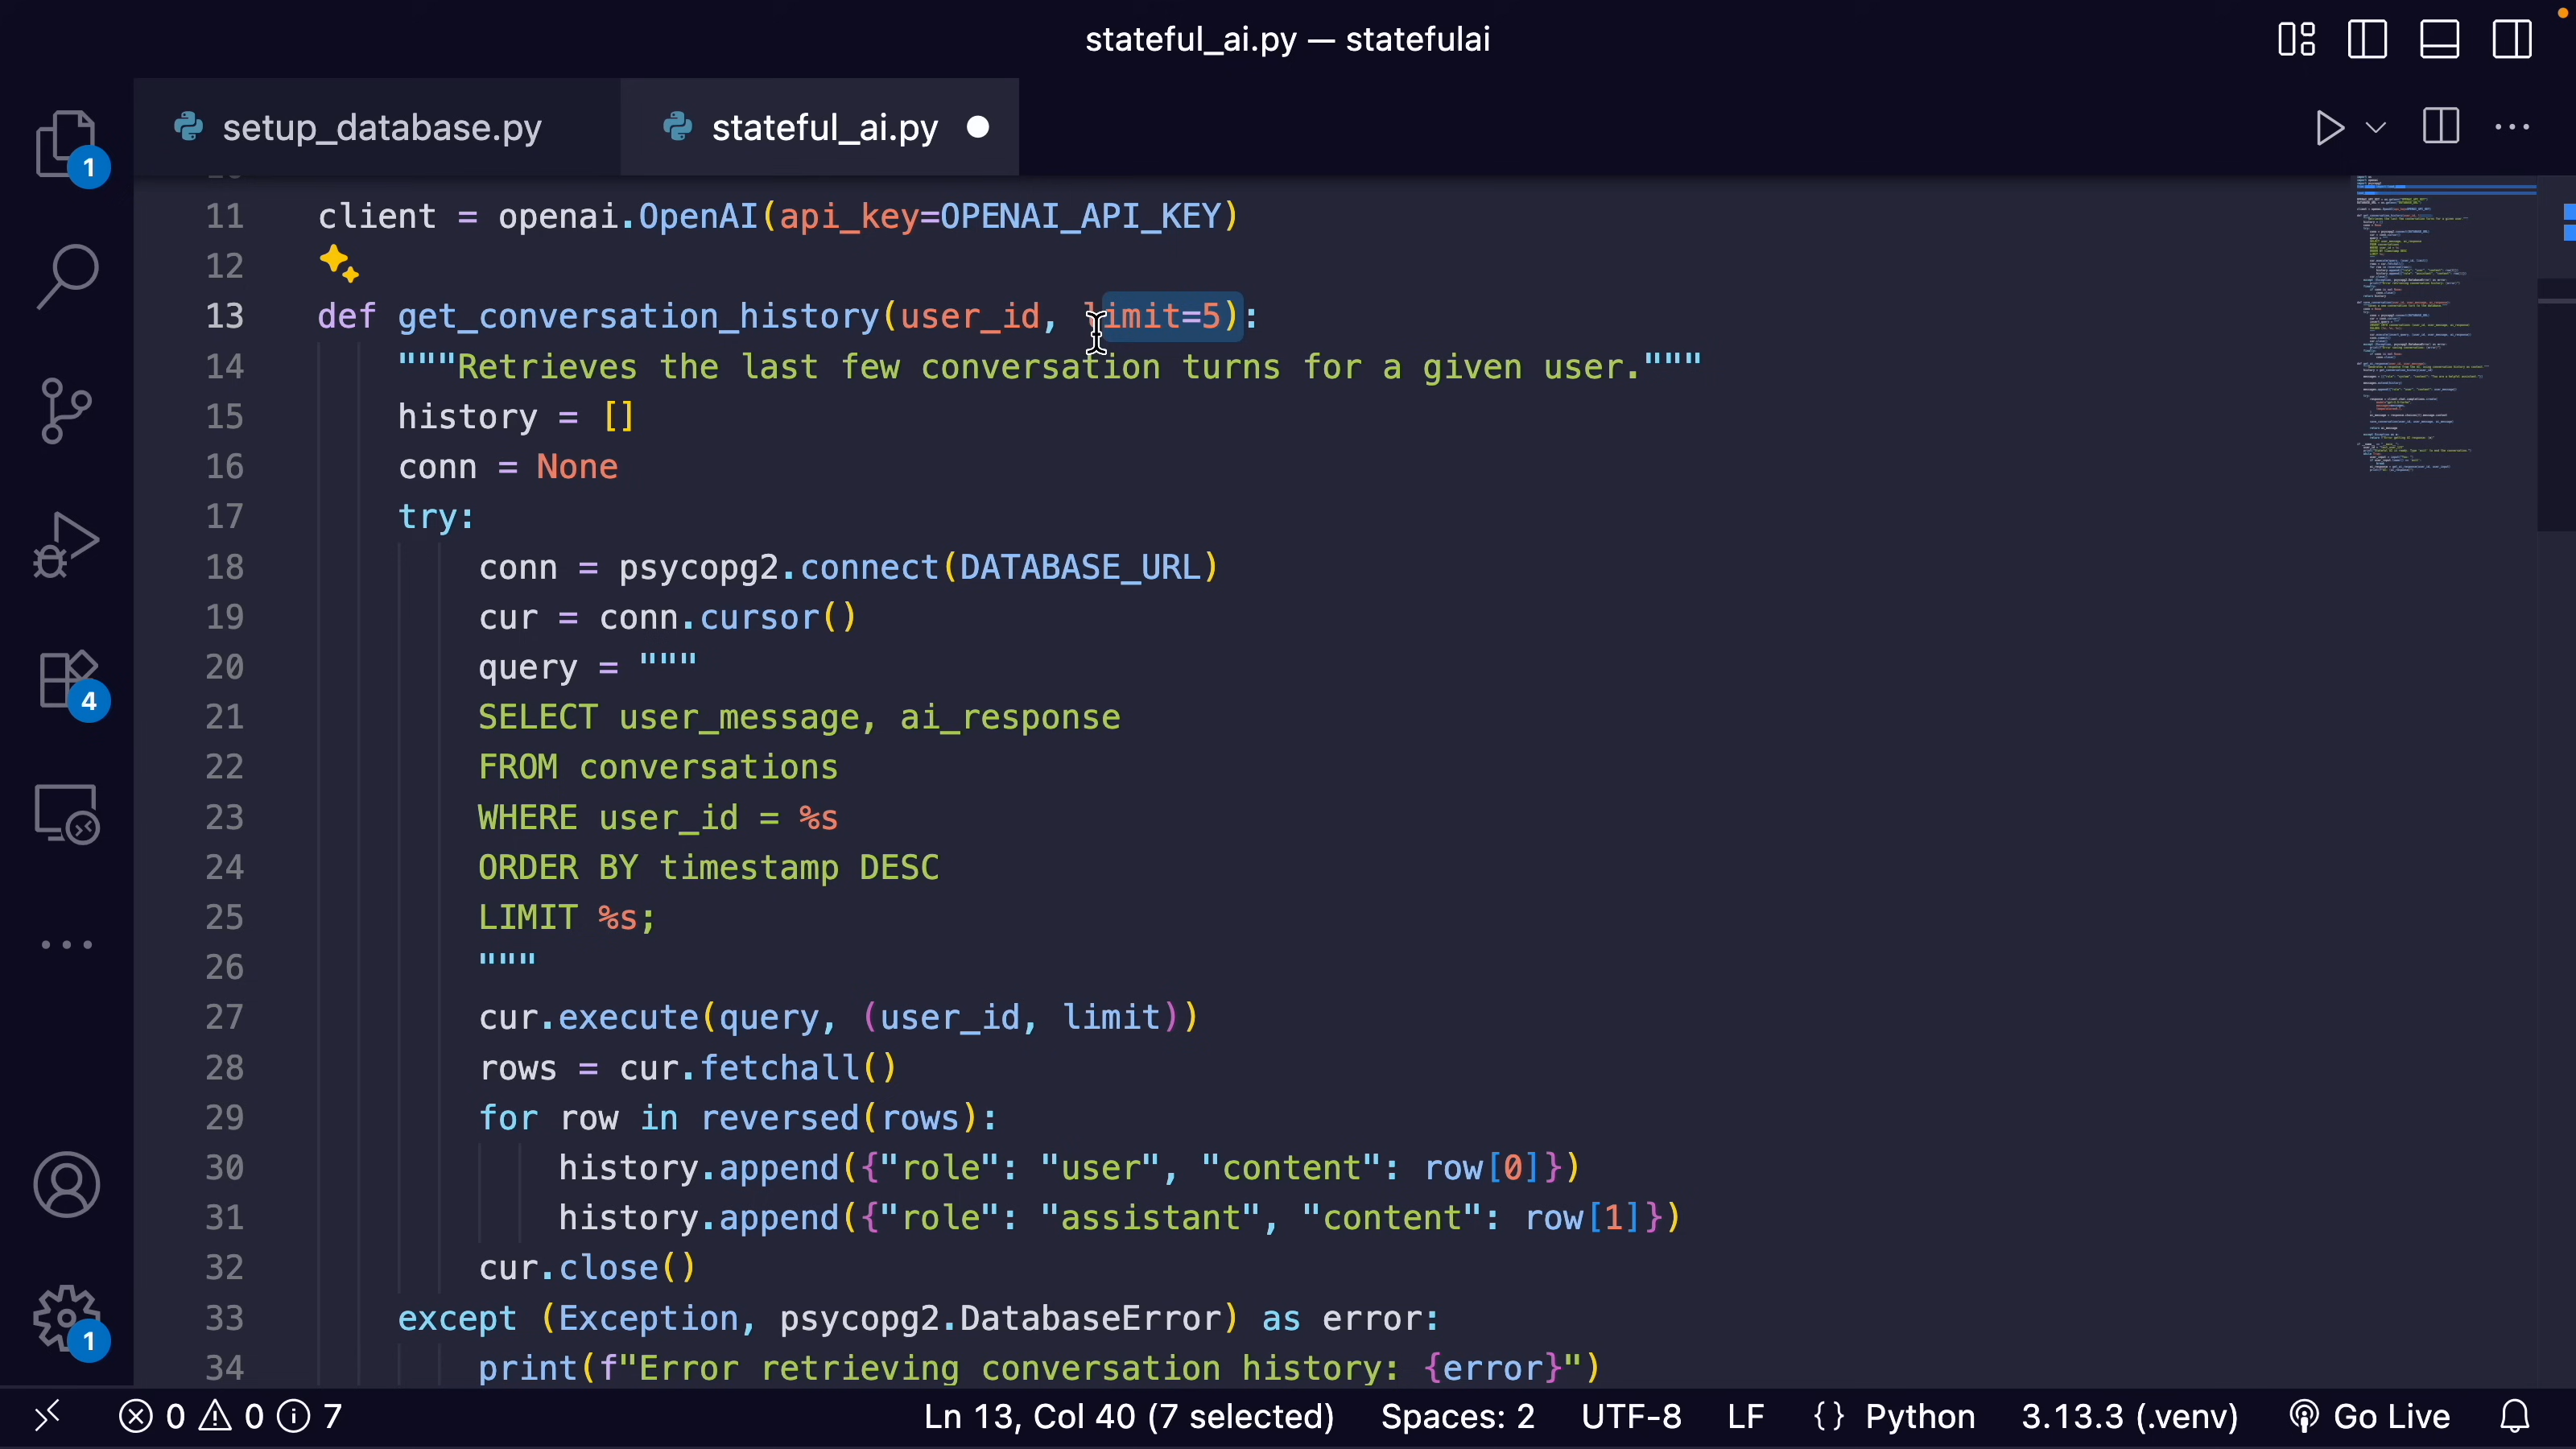 stateful_ai.py — statefulai
setup_database.py
stateful_ai.py
1
4
1
11 client = openai.OpenAI(api_key=OPENAI_API_KEY)
12
13 def get_conversation_history(user_id, limit=5):
14 """Retrieves the last few conversation turns for a given user."""
15 history = []
16 conn = None
17 try:
18 conn = psycopg2.connect(DATABASE_URL)
19 cur = conn.cursor()
20 query = """
21 SELECT user_message, ai_response
22 FROM conversations
23 WHERE user_id = %s
24 ORDER BY timestamp DESC
25 LIMIT %s;
26 """
27 cur.execute(query, (user_id, limit))
28 rows = cur.fetchall()
29 for row in reversed(rows):
30 history.append({"role": "user", "content": row[0]})
31 history.append({"role": "assistant", "content": row[1]})
32 cur.close()
33 except (Exception, psycopg2.DatabaseError) as error:
34 print(f"Error retrieving conversation history: {error}")
0 0 7 Ln 13, Col 40 (7 selected) Spaces: 2 UTF-8 LF {} Python 3.13.3 (.venv) Go Live